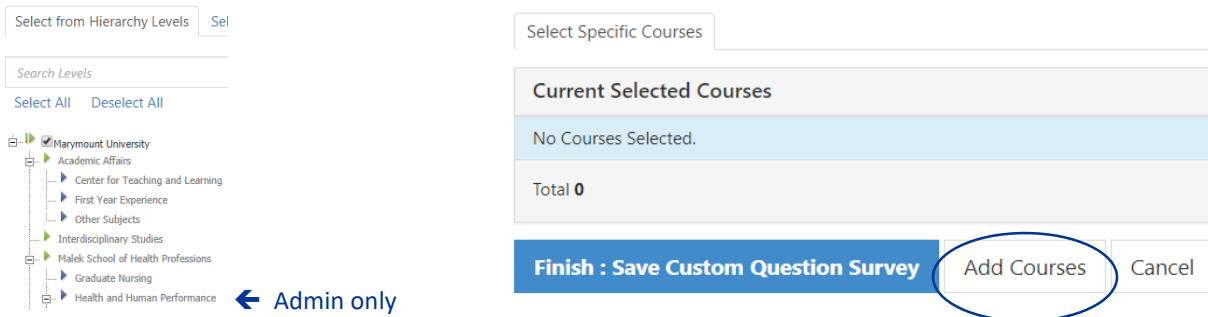 Select from Hierarchy Levels Sel
Search Levels
Select All Deselect All
Marymount University
Academic Affairs
Center for Teaching and Learning
First Year Experience
Other Subjects
Interdisciplinary Studies
Malek School of Health Professions
Graduate Nursing
Health and Human Performance
← Admin only
Select Specific Courses
Current Selected Courses
No Courses Selected.
Total 0
Finish : Save Custom Question Survey Add Courses Cancel